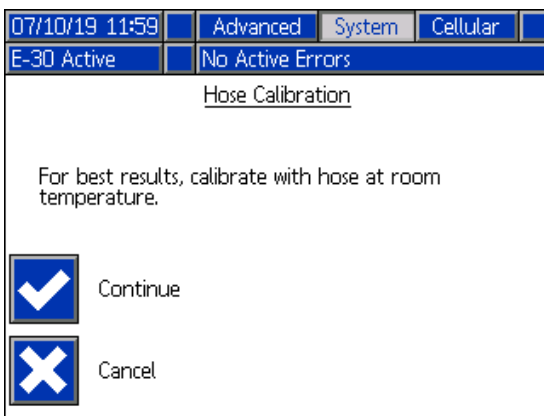 07/10/19 11:59 Advanced System Cellular
E-30 Active No Active Errors
Hose Calibration
For best results, calibrate with hose at room
temperature.
Continue
Cancel